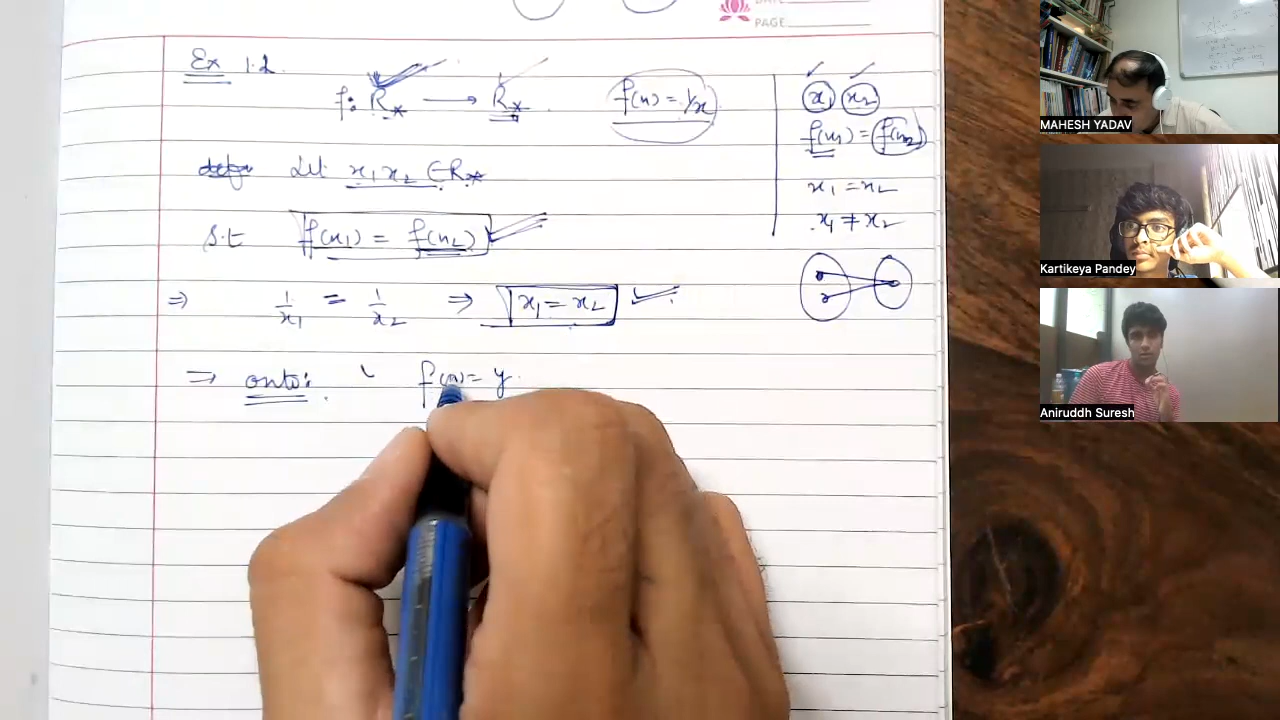 PAGE
Ex 1.2
f: R* → R* f(x) = 1/x
Let x1 x2 ∈ R*
s.t f(x1) = f(x2)
⇒ 1/x1 = 1/x2 ⇒ x1 = x2
⇒ onto: f(x) = y
x1 x2
f(x1) = f(x2)
x1 = x2
x1 ≠ x2
MAHESH YADAV
Kartikeya Pandey
Aniruddh Suresh